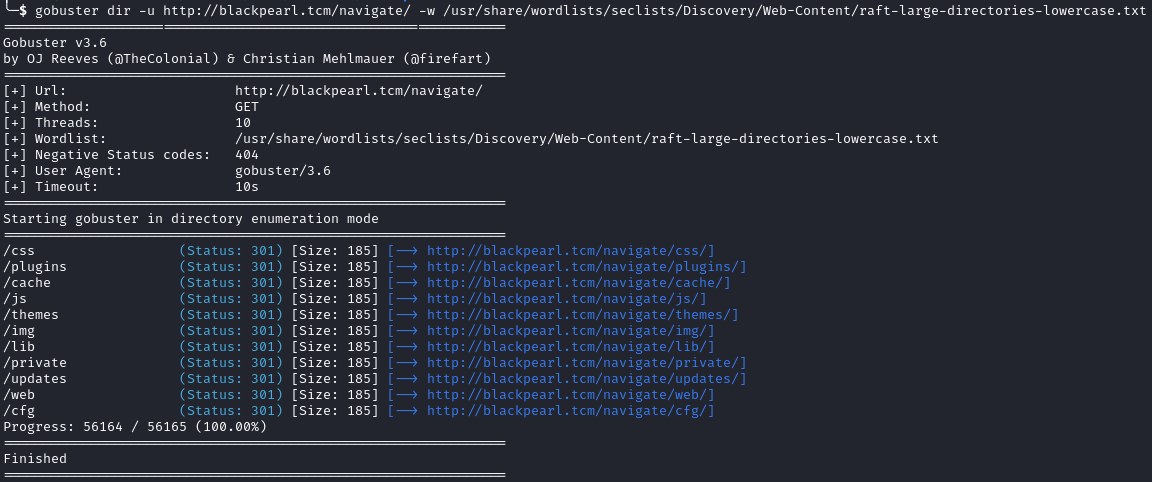 └─$ gobuster dir -u http://blackpearl.tcm/navigate/ -w /usr/share/wordlists/seclists/Discovery/Web-Content/raft-large-directories-lowercase.txt
===============================================================
Gobuster v3.6
by OJ Reeves (@TheColonial) & Christian Mehlmauer (@firefart)
===============================================================
[+] Url:                     http://blackpearl.tcm/navigate/
[+] Method:                  GET
[+] Threads:                 10
[+] Wordlist:                /usr/share/wordlists/seclists/Discovery/Web-Content/raft-large-directories-lowercase.txt
[+] Negative Status codes:   404
[+] User Agent:              gobuster/3.6
[+] Timeout:                 10s
===============================================================
Starting gobuster in directory enumeration mode
===============================================================
/css                  (Status: 301) [Size: 185] [--> http://blackpearl.tcm/navigate/css/]
/plugins              (Status: 301) [Size: 185] [--> http://blackpearl.tcm/navigate/plugins/]
/cache                (Status: 301) [Size: 185] [--> http://blackpearl.tcm/navigate/cache/]
/js                   (Status: 301) [Size: 185] [--> http://blackpearl.tcm/navigate/js/]
/themes               (Status: 301) [Size: 185] [--> http://blackpearl.tcm/navigate/themes/]
/img                  (Status: 301) [Size: 185] [--> http://blackpearl.tcm/navigate/img/]
/lib                  (Status: 301) [Size: 185] [--> http://blackpearl.tcm/navigate/lib/]
/private              (Status: 301) [Size: 185] [--> http://blackpearl.tcm/navigate/private/]
/updates              (Status: 301) [Size: 185] [--> http://blackpearl.tcm/navigate/updates/]
/web                  (Status: 301) [Size: 185] [--> http://blackpearl.tcm/navigate/web/]
/cfg                  (Status: 301) [Size: 185] [--> http://blackpearl.tcm/navigate/cfg/]
Progress: 56164 / 56165 (100.00%)
===============================================================
Finished
===============================================================